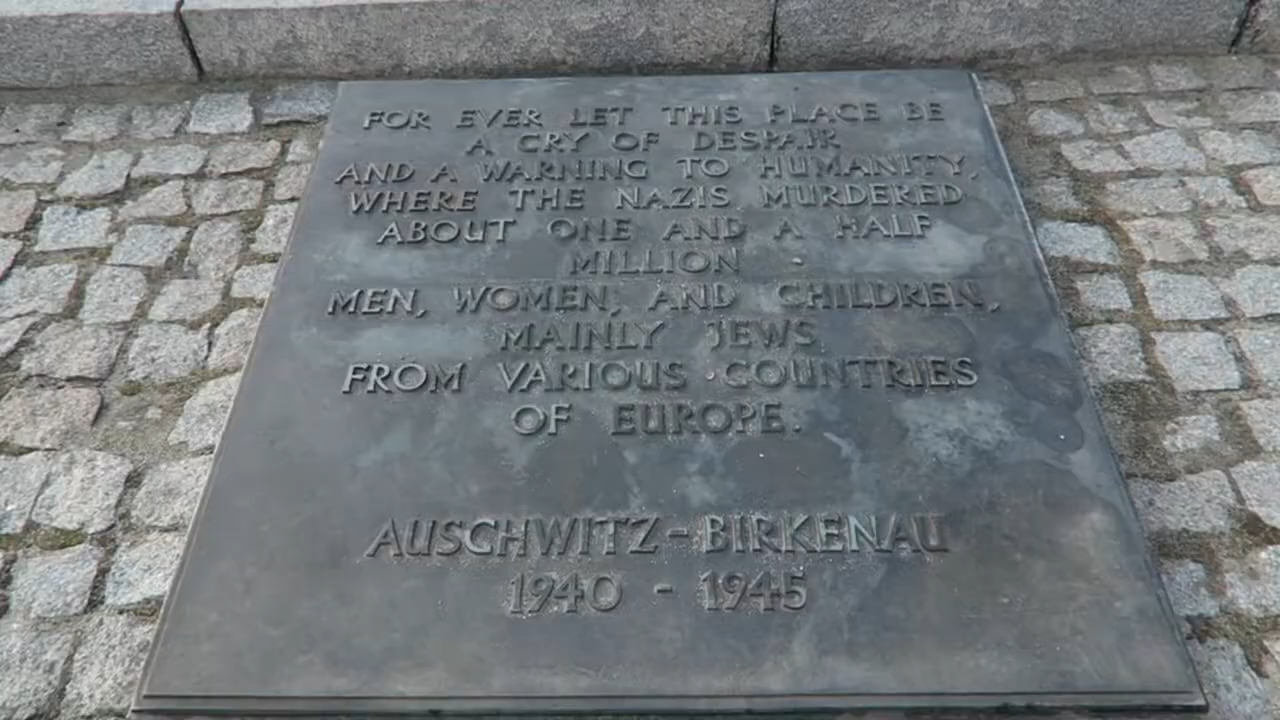 FOR EVER LET THIS PLACE BE
A CRY OF DESPAIR
AND A WARNING TO HUMANITY,
WHERE THE NAZIS MURDERED
ABOUT ONE AND A HALF
MILLION
MEN, WOMEN, AND CHILDREN,
MAINLY JEWS
FROM VARIOUS COUNTRIES
OF EUROPE.
AUSCHWITZ-BIRKENAU
1940 - 1945